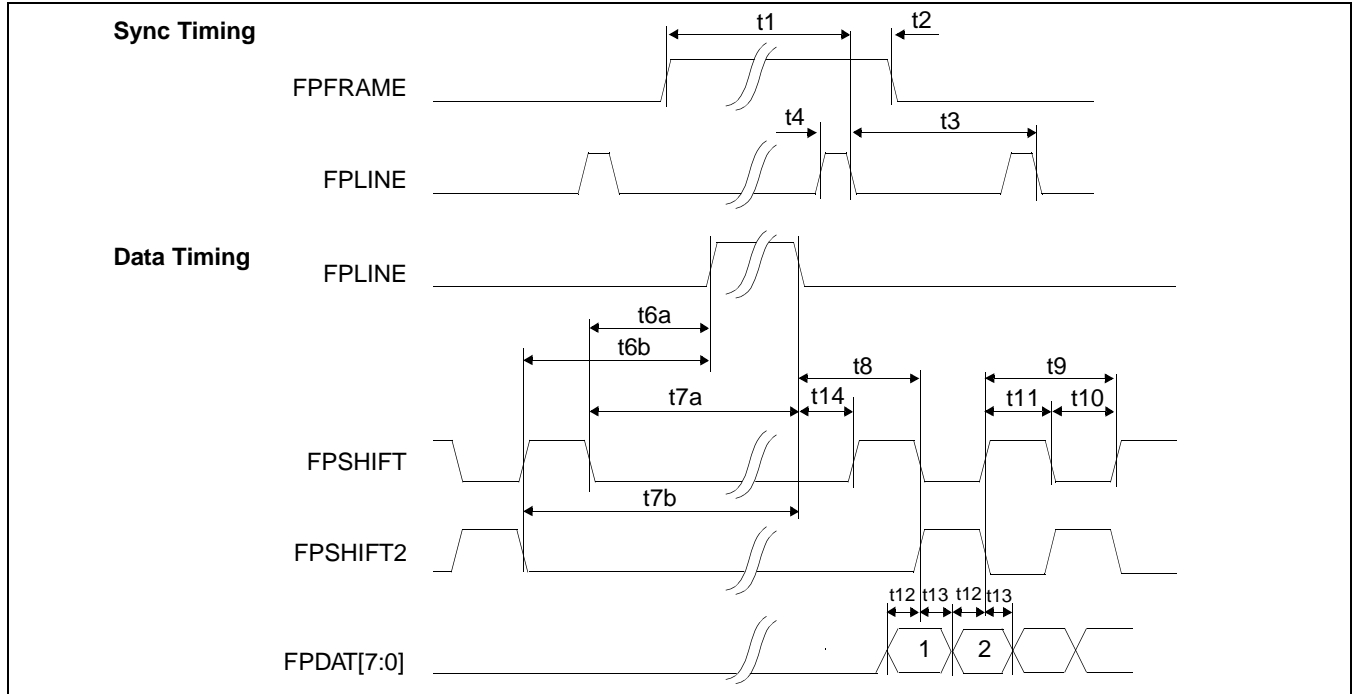 Sync Timing
t1
t2
FPFRAME
t4
t3
FPLINE
Data Timing
FPLINE
t6a
t6b
t8
t9
t7a
t14
t11
t10
FPSHIFT
t7b
FPSHIFT2
t12 t13 t12 t13
FPDAT[7:0]
1
2